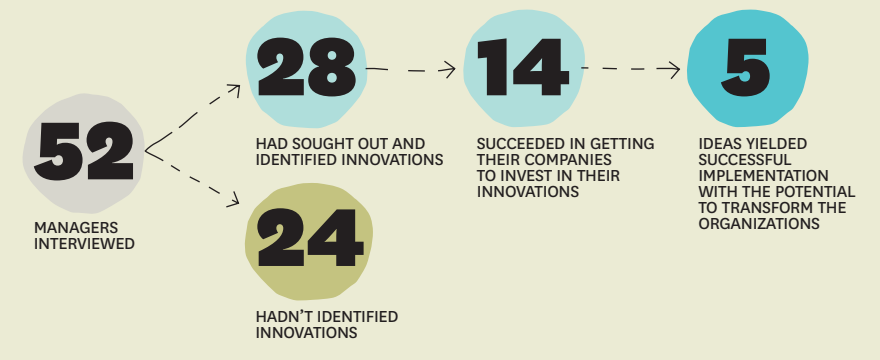 52
MANAGERS
INTERVIEWED
28
HAD SOUGHT OUT AND
IDENTIFIED INNOVATIONS
14
SUCCEEDED IN GETTING
THEIR COMPANIES
TO INVEST IN THEIR
INNOVATIONS
5
IDEAS YIELDED
SUCCESSFUL
IMPLEMENTATION
WITH THE POTENTIAL
TO TRANSFORM THE
ORGANIZATIONS
24
HADN’T IDENTIFIED
INNOVATIONS